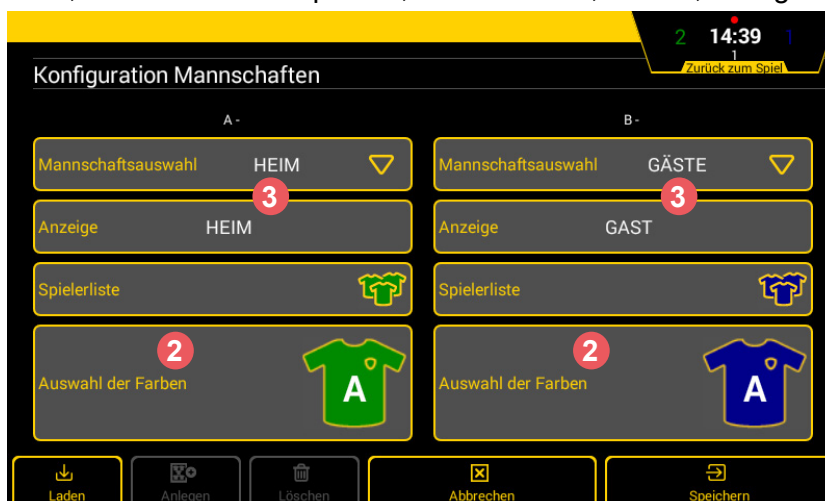 2 14:39 1
1
Zurück zum Spiel
Konfiguration Mannschaften
A -
B -
Mannschaftsauswahl HEIM
Mannschaftsauswahl GÄSTE
3
3
Anzeige HEIM
Anzeige GAST
Spielerliste
Spielerliste
2
2
Auswahl der Farben A
Auswahl der Farben A
Laden
Anlegen
Löschen
Abbrechen
Speichern